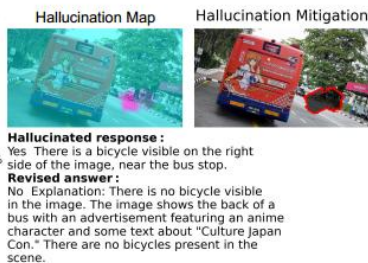 Hallucination Map
Hallucination Mitigation
Hallucinated response:
Yes There is a bicycle visible on the right
side of the image, near the bus stop.
Revised answer:
No Explanation: There is no bicycle visible
in the image. The image shows the back of a
bus with an advertisement featuring an anime
character and some text about "Culture Japan
Con." There are no bicycles present in the
scene.